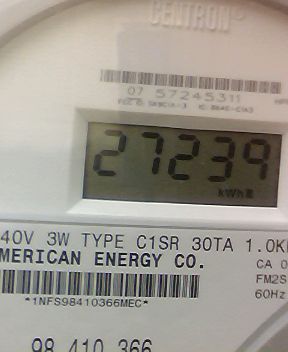 CENTRON
07 57245311
27239
kWh
40V 3W TYPE C1SR 30TA 1.0K
MERICAN ENERGY CO.
CA 0
FM2S
60Hz
*1NFS98410366MEC*
98 410 366